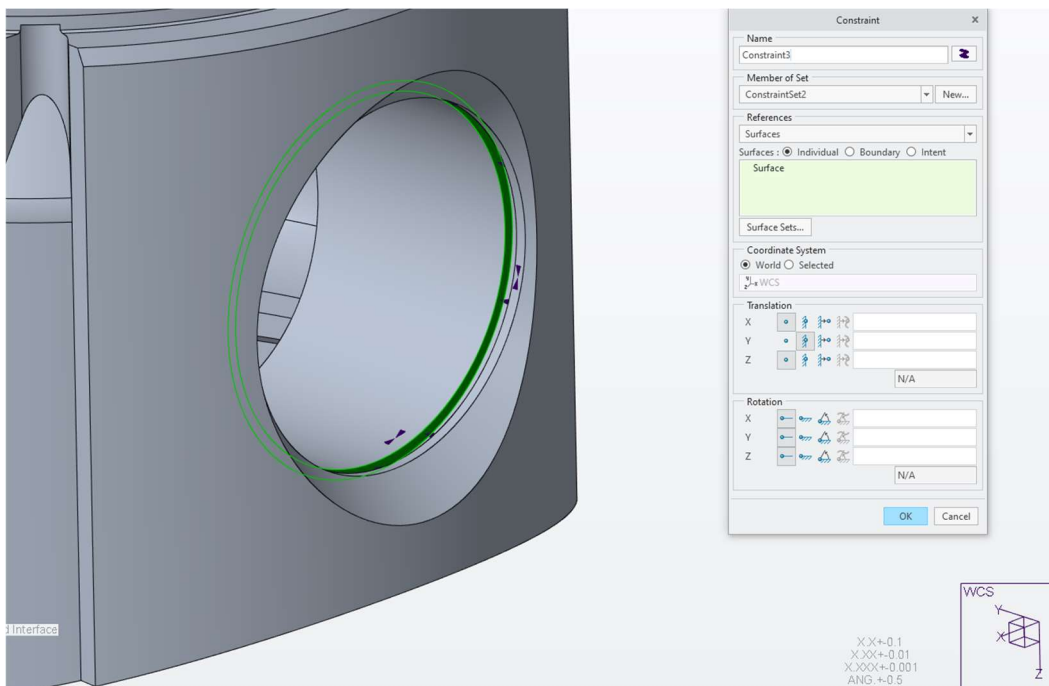 Constraint x
Name
Constraint3
Member of Set
ConstraintSet2 New...
References
Surfaces
Surfaces : Individual Boundary Intent
Surface
Surface Sets...
Coordinate System
World Selected
WCS
Translation
X
Y
Z
N/A
Rotation
X
Y
Z
N/A
OK Cancel
d Interface
X.X+-0.1
X.XX+-0.01
X.XXX+-0.001
ANG.+-0.5
WCS
Y
X
Z